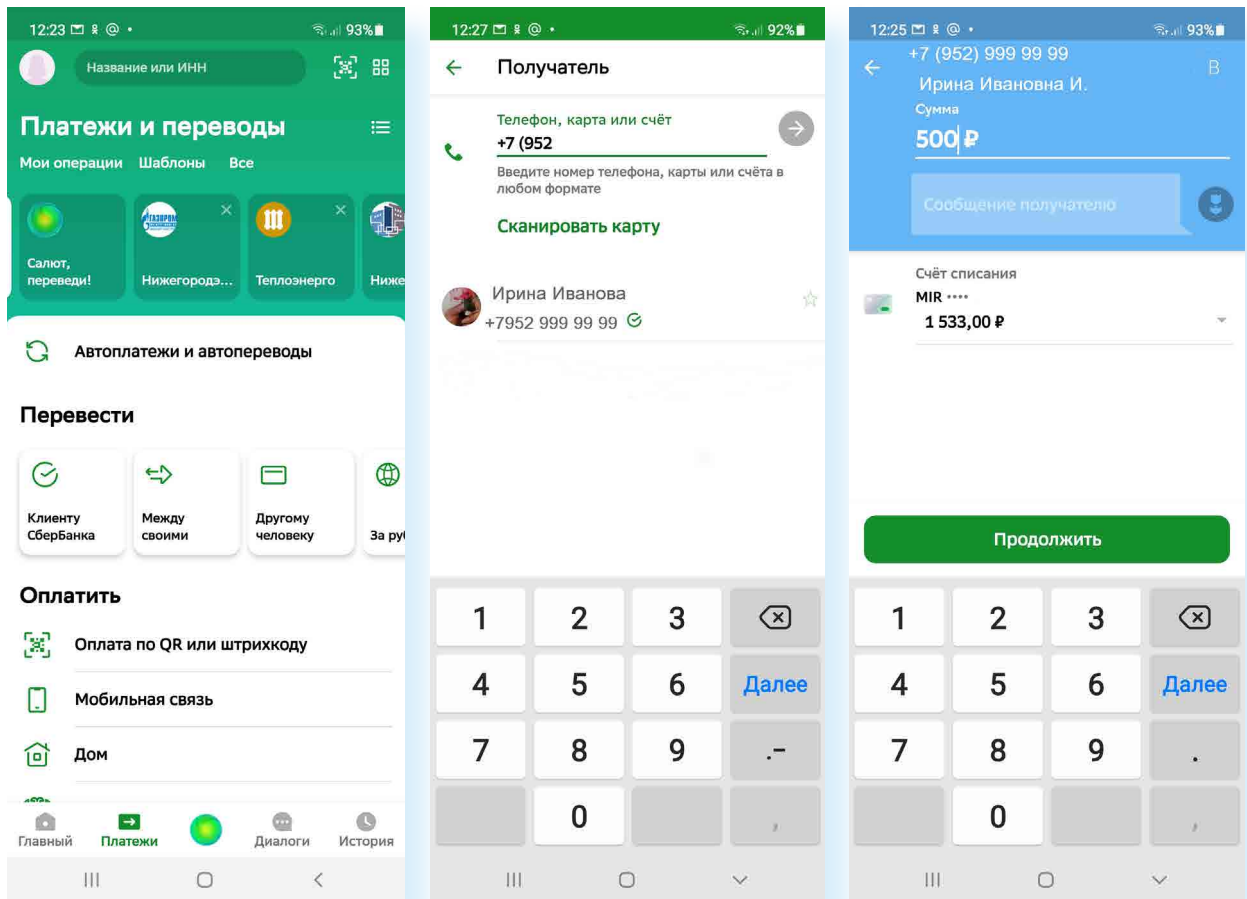 12:23
93%
Название или ИНН
Платежи и переводы
Мои операции Шаблоны Все
Салют,
переведи!
ГАЗПРОМ
Нижегородэ...
Теплоэнерго
Ниже
Автоплатежи и автопереводы
Перевести
Клиенту
СберБанка
Между
своими
Другому
человеку
За руб
Оплатить
Оплата по QR или штрихкоду
Мобильная связь
Дом
Главный
Платежи
Диалоги
История
12:27
92%
Получатель
Телефон, карта или счёт
+7 (952
Введите номер телефона, карты или счёта в
любом формате
Сканировать карту
Ирина Иванова
+7952 999 99 99
1 2 3
4 5 6 Далее
7 8 9 .-
0 ,
12:25
93%
+7 (952) 999 99 99
В
Ирина Ивановна И.
Сумма
500 ₽
Сообщение получателю
Счёт списания
MIR ····
1 533,00 ₽
Продолжить
1 2 3
4 5 6 Далее
7 8 9 .
0 ,